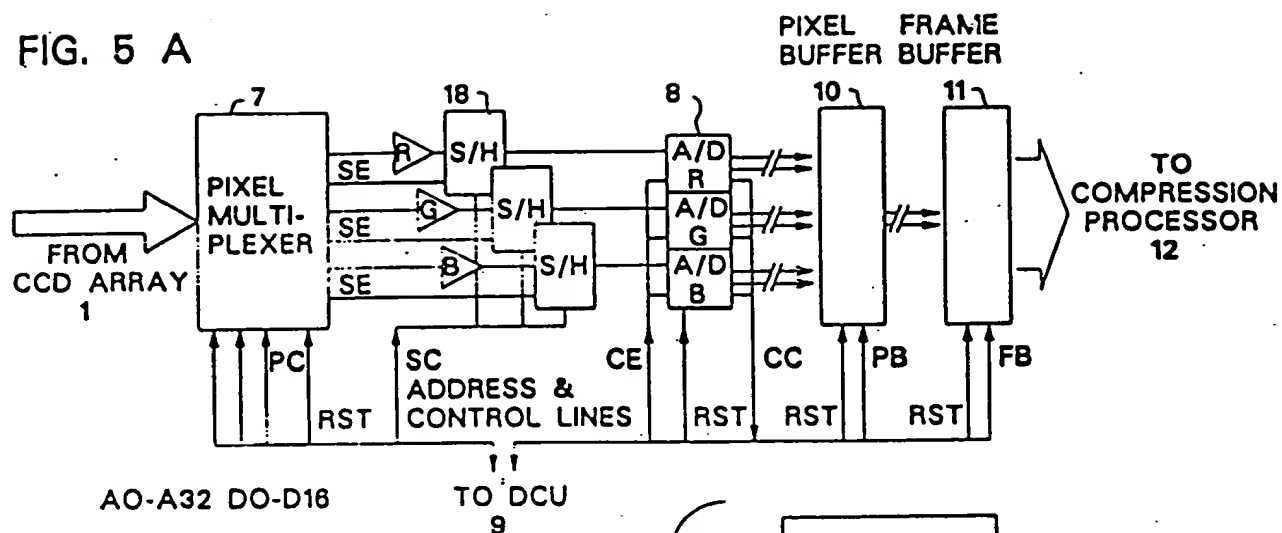 FIG. 5 A
PIXEL BUFFER
FRAME BUFFER
7
18
8
10
11
PIXEL
MULTI-
PLEXER
SE
SE
SE
R
G
B
S/H
S/H
S/H
A/D
R
A/D
G
A/D
B
FROM
CCD ARRAY
1
TO
COMPRESSION
PROCESSOR
12
PC
RST
SC
ADDRESS &
CONTROL LINES
CE
RST
CC
RST
PB
RST
FB
AO-A32 DO-D16
TO DCU
9